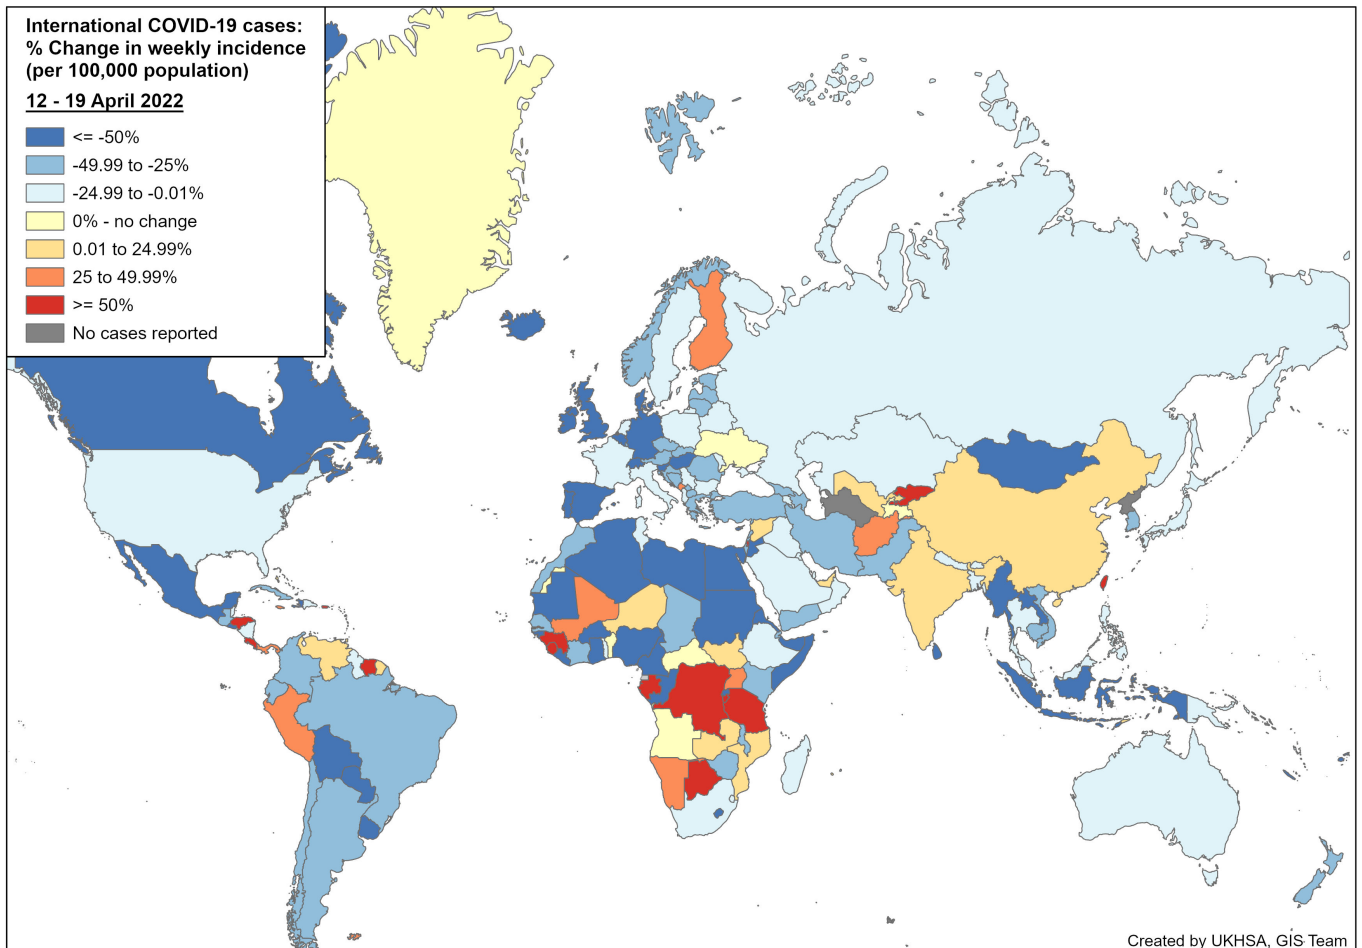 International COVID-19 cases:
% Change in weekly incidence
(per 100,000 population)
12 - 19 April 2022
<= -50%
-49.99 to -25%
-24.99 to -0.01%
0% - no change
0.01 to 24.99%
25 to 49.99%
>= 50%
No cases reported
Created by UKHSA, GIS Team